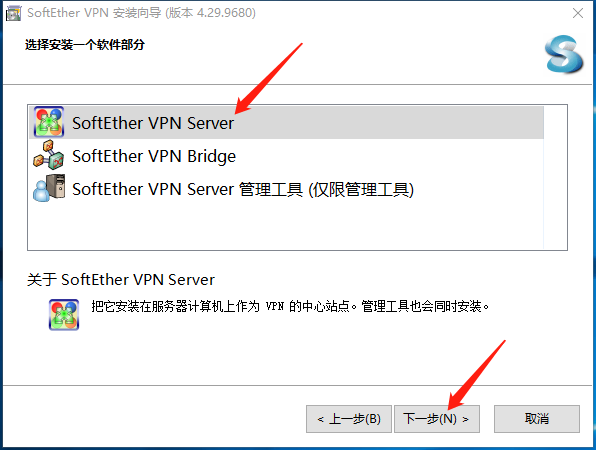 SoftEther VPN 安装向导 (版本 4.29.9680)
选择安装一个软件部分
SoftEther VPN Server
SoftEther VPN Bridge
SoftEther VPN Server 管理工具 (仅限管理工具)
关于 SoftEther VPN Server
把它安装在服务器计算机上作为 VPN 的中心站点。管理工具也会同时安装。
< 上一步(B)
下一步(N) >
取消